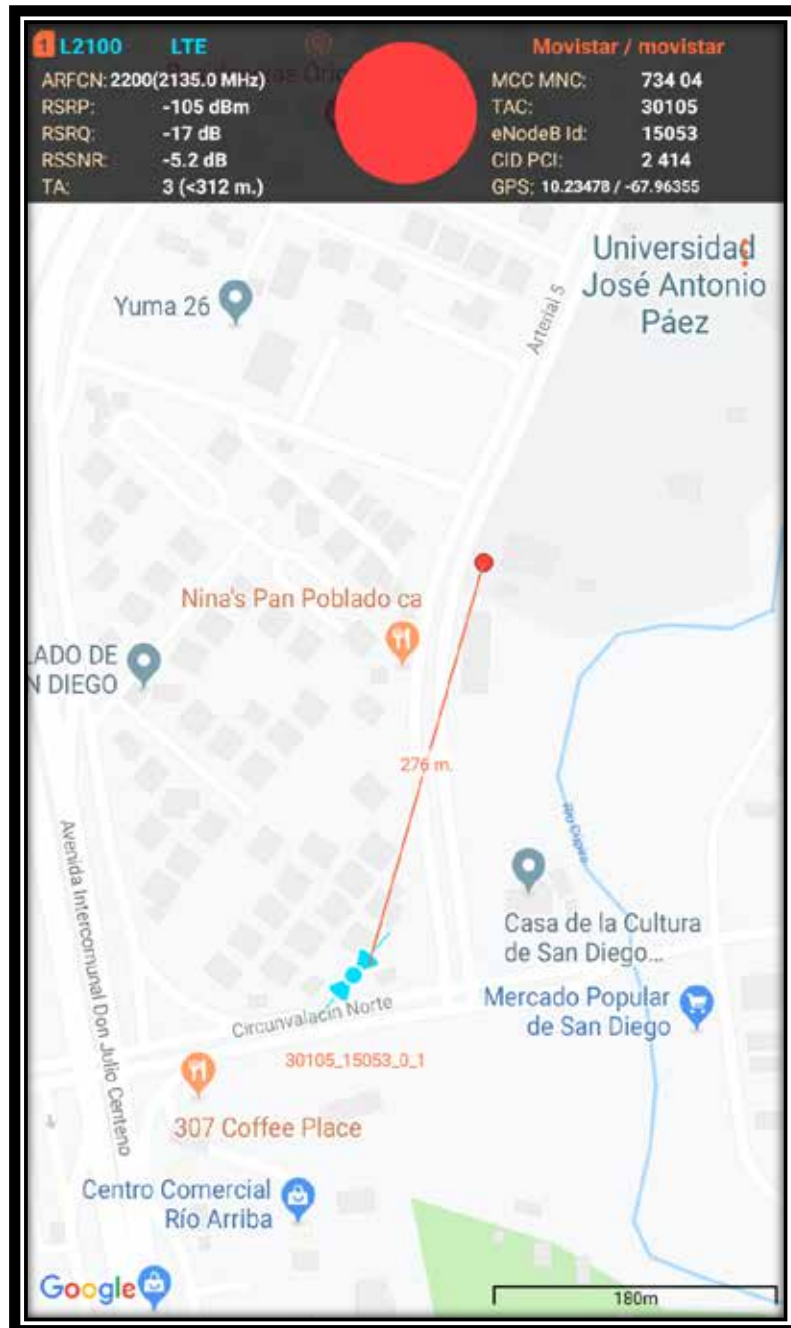 1 L2100 LTE Movistar / movistar
ARFCN: 2200(2135.0 MHz) MCC MNC: 734 04
RSRP: -105 dBm TAC: 30105
RSRQ: -17 dB eNodeB Id: 15053
RSSNR: -5.2 dB CID PCI: 2 414
TA: 3 (<312 m.) GPS: 10.23478 / -67.96355
Universidad
José Antonio
Páez
Yuma 26
Arterial 5
Nina's Pan Poblado ca
LADO DE
N DIEGO
276 m.
Avenida Intercomunal Don Julio Centeno
Casa de la Cultura
de San Diego...
Mercado Popular
de San Diego
Circunvalacin Norte
30105_15053_0_1
307 Coffee Place
Centro Comercial
Río Arriba
Google
180m